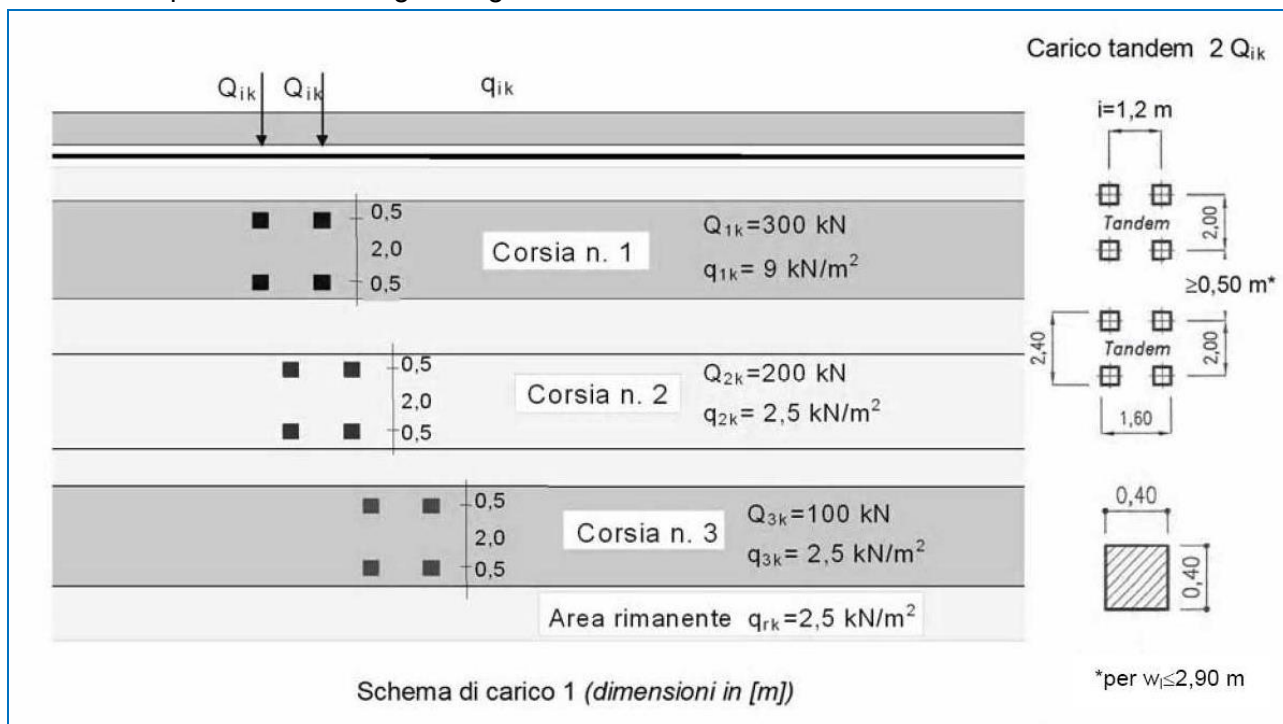 Carico tandem 2 Qik
Qik Qik qik
i=1,2 m
0,5
2,0
0,5
Corsia n. 1
Q1k=300 kN
q1k= 9 kN/m²
Tandem
2,00
≥0,50 m*
0,5
2,0
0,5
Corsia n. 2
Q2k=200 kN
q2k= 2,5 kN/m²
2,40
Tandem
2,00
1,60
0,5
2,0
0,5
Corsia n. 3
Q3k=100 kN
q3k= 2,5 kN/m²
0,40
0,40
Area rimanente qrk=2,5 kN/m²
Schema di carico 1 (dimensioni in [m])
*per wl≤2,90 m